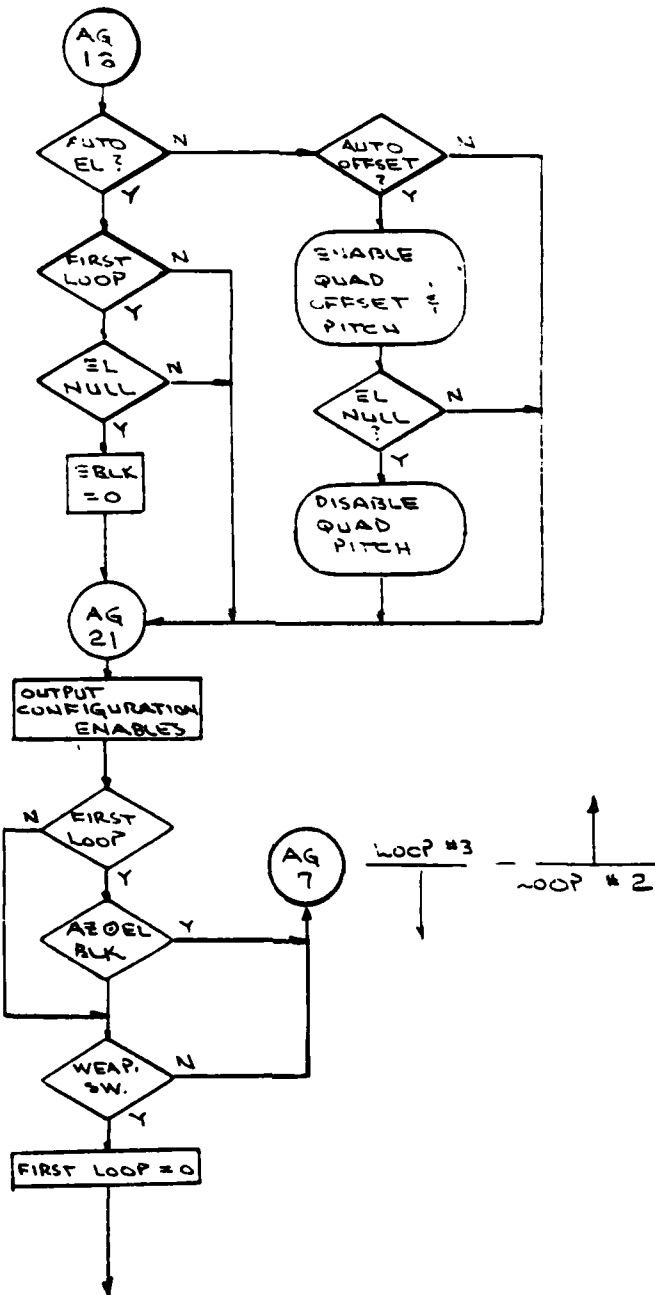 AG
AUTO
EL?
N
Y
AUTO
OFFSET
?
N
Y
FIRST
LOOP
N
Y
ENABLE
QUAD
OFFSET &
PITCH
EL
NULL
N
Y
EL
NULL
?
N
Y
EBLK
=0
DISABLE
QUAD
PITCH
AG
21
OUTPUT
CONFIGURATION
ENABLES
N
FIRST
LOOP
Y
AG
7
LOOP #3
LOOP #2
AZ EL
BLK
Y
WEAP.
SW.
N
Y
FIRST LOOP = 0